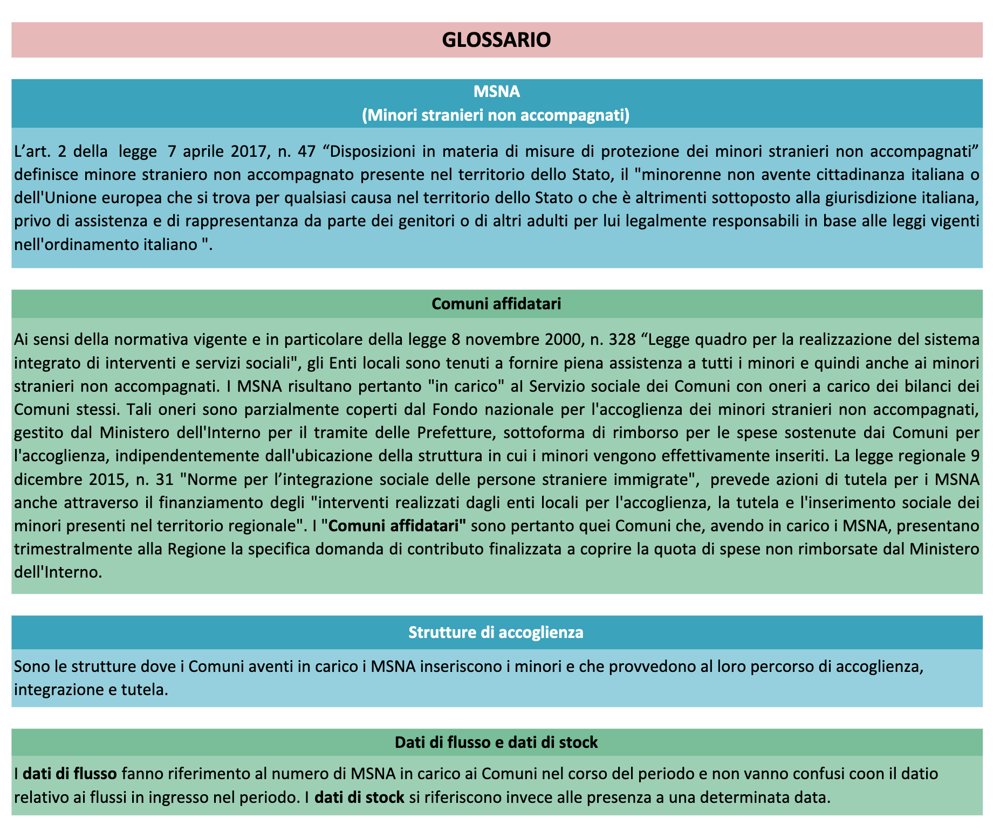 GLOSSARIO
MSNA
(Minori stranieri non accompagnati)
L’art. 2 della legge 7 aprile 2017, n. 47 “Disposizioni in materia di misure di protezione dei minori stranieri non accompagnati”
definisce minore straniero non accompagnato presente nel territorio dello Stato, il "minorenne non avente cittadinanza italiana o
dell'Unione europea che si trova per qualsiasi causa nel territorio dello Stato o che è altrimenti sottoposto alla giurisdizione italiana,
privo di assistenza e di rappresentanza da parte dei genitori o di altri adulti per lui legalmente responsabili in base alle leggi vigenti
nell'ordinamento italiano ".
Comuni affidatari
Ai sensi della normativa vigente e in particolare della legge 8 novembre 2000, n. 328 “Legge quadro per la realizzazione del sistema
integrato di interventi e servizi sociali", gli Enti locali sono tenuti a fornire piena assistenza a tutti i minori e quindi anche ai minori
stranieri non accompagnati. I MSNA risultano pertanto "in carico" aI Servizio sociale dei Comuni con oneri a carico dei bilanci dei
Comuni stessi. Tali oneri sono parzialmente coperti dal Fondo nazionale per l'accoglienza dei minori stranieri non accompagnati,
gestito dal Ministero dell'Interno per il tramite delle Prefetture, sottoforma di rimborso per le spese sostenute dai Comuni per
l'accoglienza, indipendentemente dall'ubicazione della struttura in cui i minori vengono effettivamente inseriti. La legge regionale 9
dicembre 2015, n. 31 "Norme per l’integrazione sociale delle persone straniere immigrate", prevede azioni di tutela per i MSNA
anche attraverso il finanziamento degli "interventi realizzati dagli enti locali per l'accoglienza, la tutela e l'inserimento sociale dei
minori presenti nel territorio regionale". I "Comuni affidatari" sono pertanto quei Comuni che, avendo in carico i MSNA, presentano
trimestralmente alla Regione la specifica domanda di contributo finalizzata a coprire la quota di spese non rimborsate dal Ministero
dell'Interno.
Strutture di accoglienza
Sono le strutture dove i Comuni aventi in carico i MSNA inseriscono i minori e che provvedono al loro percorso di accoglienza,
integrazione e tutela.
Dati di flusso e dati di stock
I dati di flusso fanno riferimento al numero di MSNA in carico ai Comuni nel corso del periodo e non vanno confusi coon il datio
relativo ai flussi in ingresso nel periodo. I dati di stock si riferiscono invece alle presenza a una determinata data.